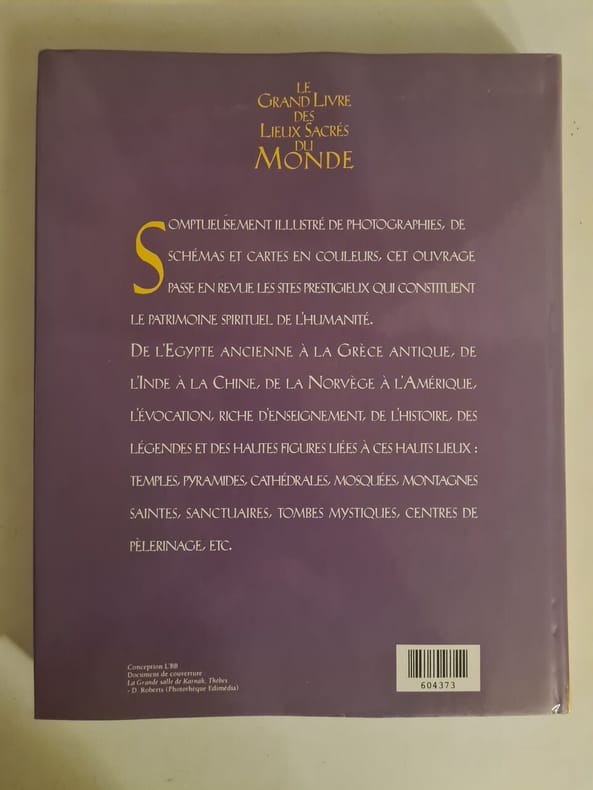 LE
GRAND LIVRE
DES
LIEUX SACRÉS
DU
MONDE
SOMPTUEUSEMENT ILLUSTRÉ DE PHOTOGRAPHIES, DE
SCHÉMAS ET CARTES EN COULEURS, CET OUVRAGE
PASSE EN REVUE LES SITES PRESTIGIEUX QUI CONSTITUENT
LE PATRIMOINE SPIRITUEL DE L'HUMANITÉ.
DE L'EGYPTE ANCIENNE À LA GRÈCE ANTIQUE, DE
L'INDE À LA CHINE, DE LA NORVÈGE À L'AMÉRIQUE,
L'ÉVOCATION, RICHE D'ENSEIGNEMENT, DE L'HISTOIRE, DES
LÉGENDES ET DES HAUTES FIGURES LIÉES À CES HAUTS LIEUX :
TEMPLES, PYRAMIDES, CATHÉDRALES, MOSQUÉES, MONTAGNES
SAINTES, SANCTUAIRES, TOMBES MYSTIQUES, CENTRES DE
PÈLERINAGE, ETC.
Conception L'BB
Document de couverture
La Grande salle de Karnak, Thèbes
- D. Roberts (Photothèque Edimédia)
604373